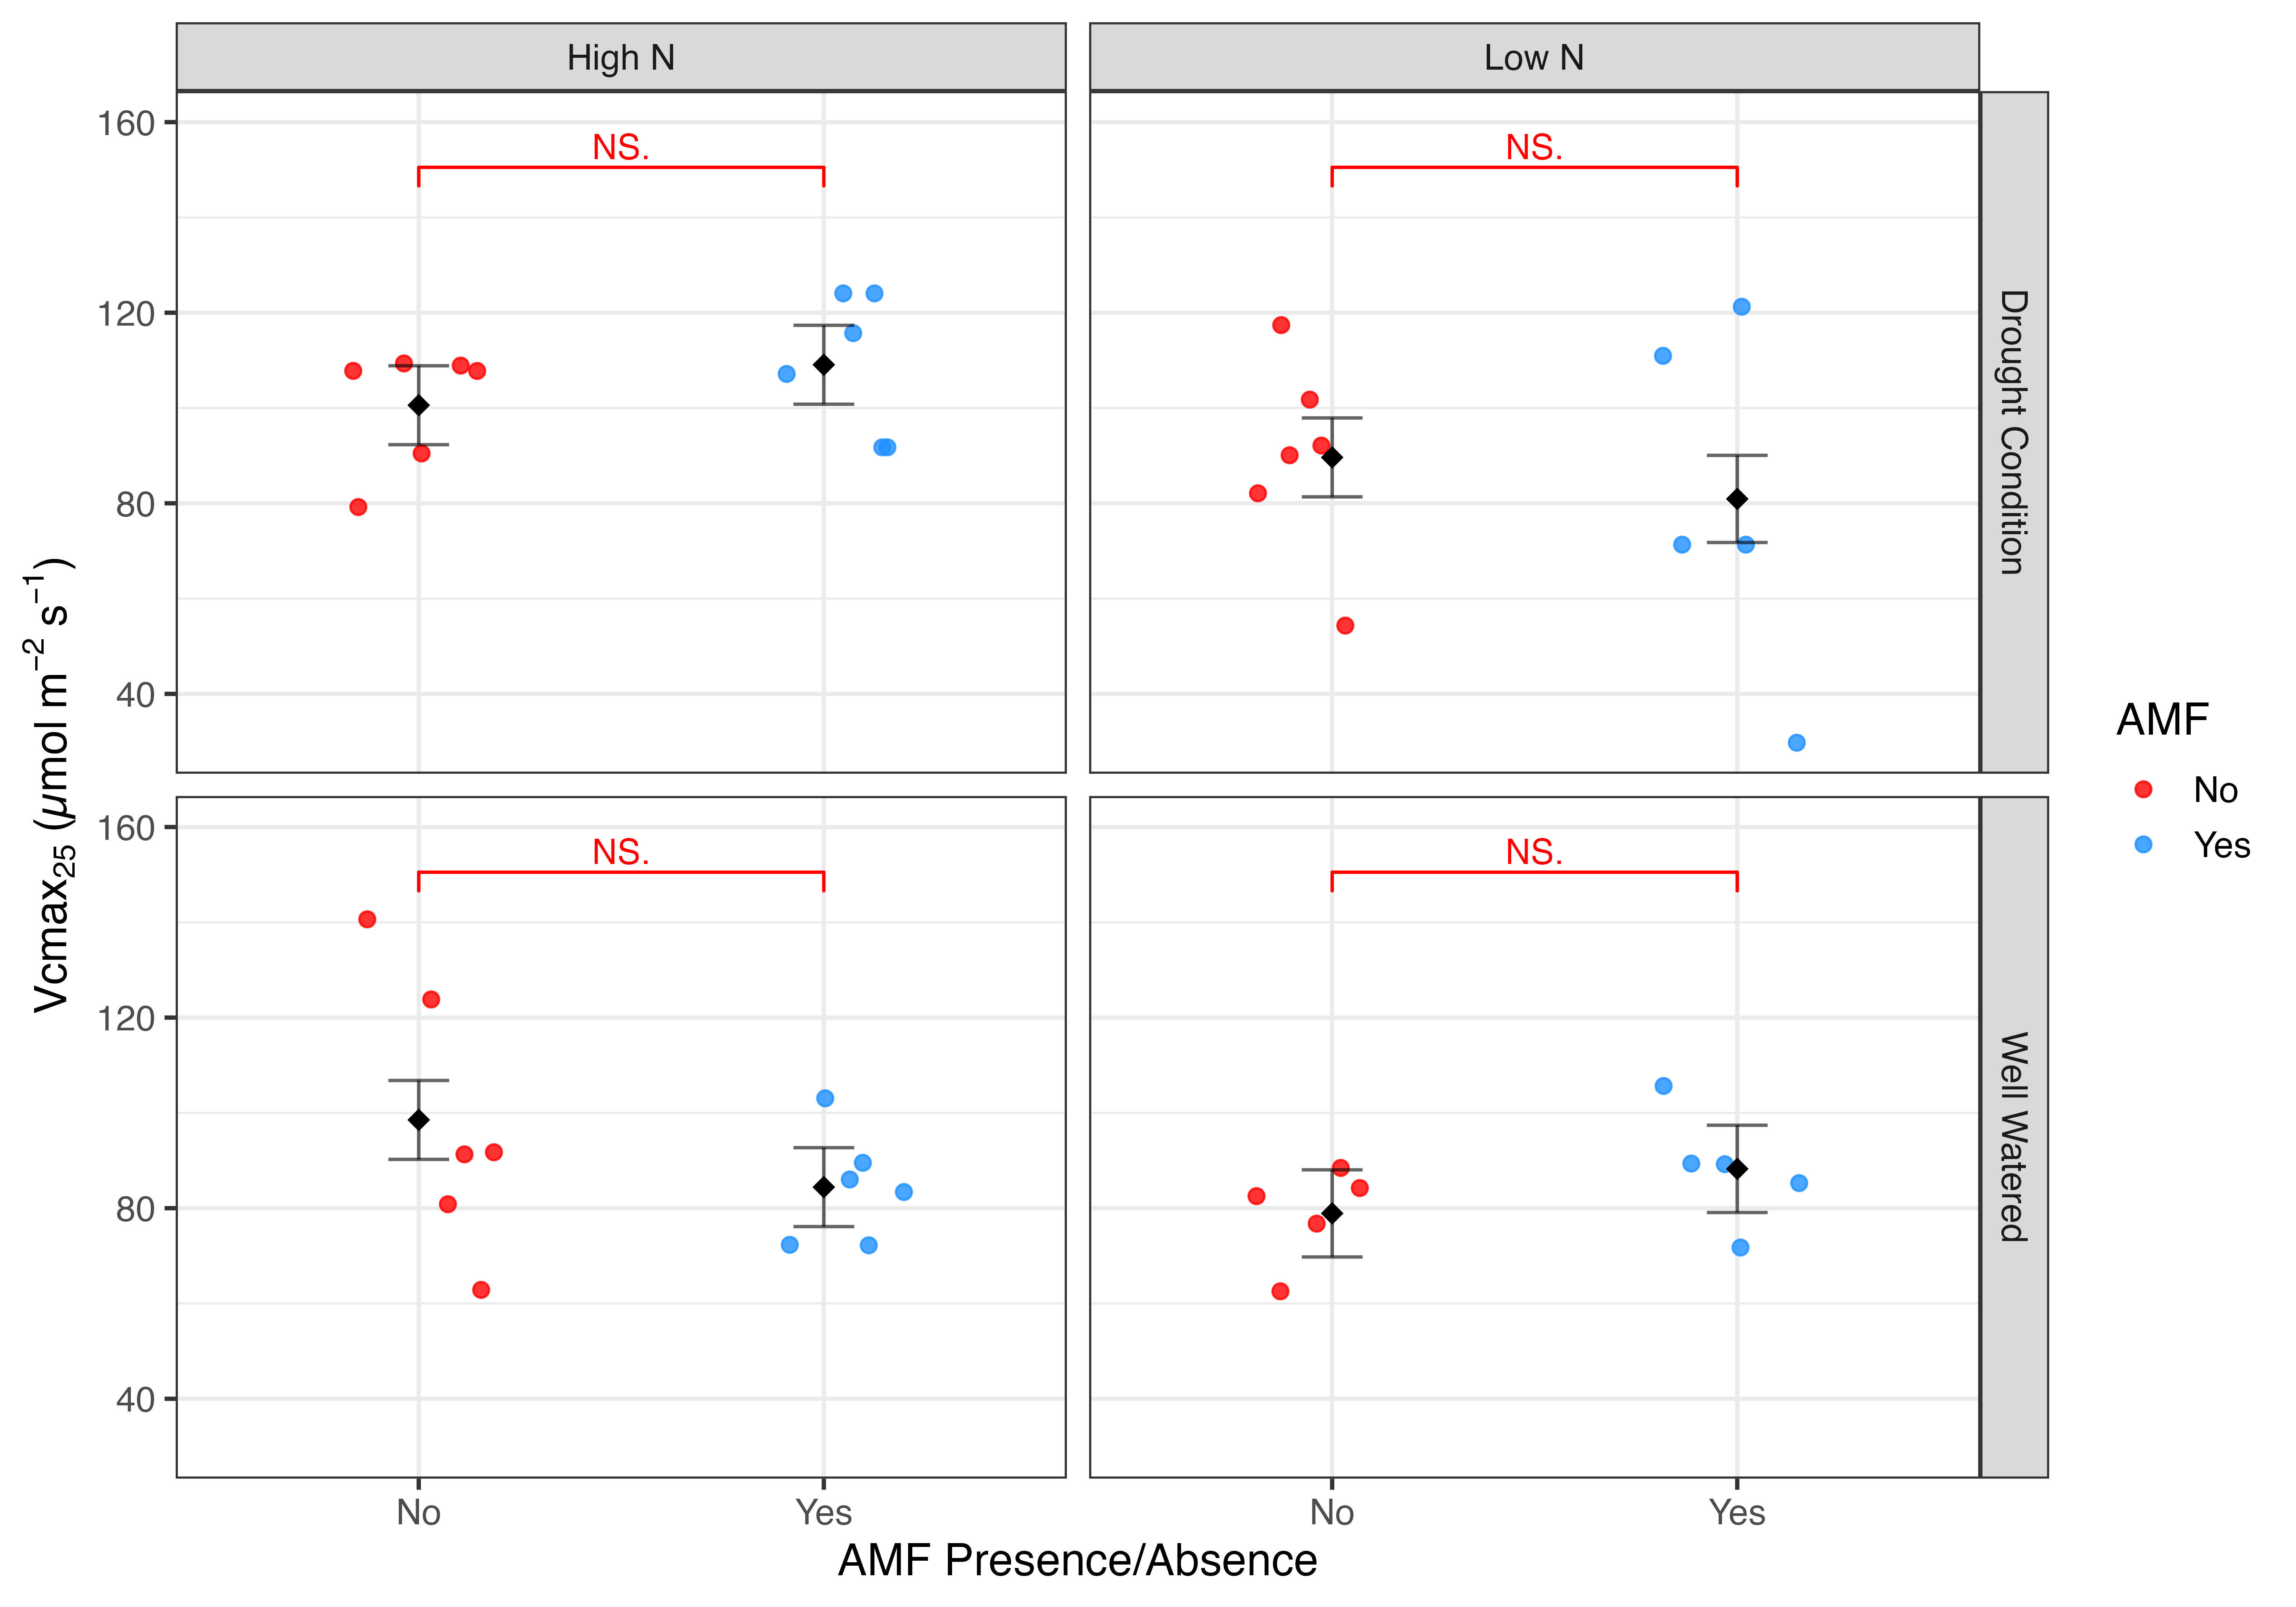 High N
Low N
160
NS.
NS.
120
80
40
Drought Condition
160
NS.
NS.
120
80
40
Well Watered
Vcmax₂₅ (μmol m⁻² s⁻¹)
No
Yes
No
Yes
AMF Presence/Absence
AMF
No
Yes